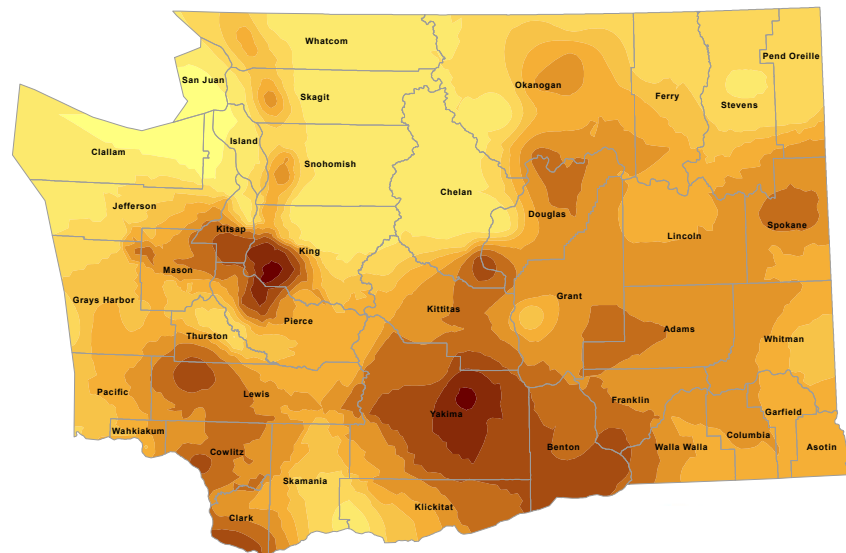 Whatcom
Pend Oreille
San Juan
Okanogan
Skagit
Ferry
Stevens
Island
Clallam
Snohomish
Chelan
Jefferson
Douglas
Kitsap
Spokane
Lincoln
King
Mason
Grays Harbor
Grant
Kittitas
Pierce
Adams
Thurston
Whitman
Pacific
Lewis
Franklin
Yakima
Garfield
Wahkiakum
Columbia
Benton
Walla Walla
Asotin
Cowlitz
Skamania
Klickitat
Clark